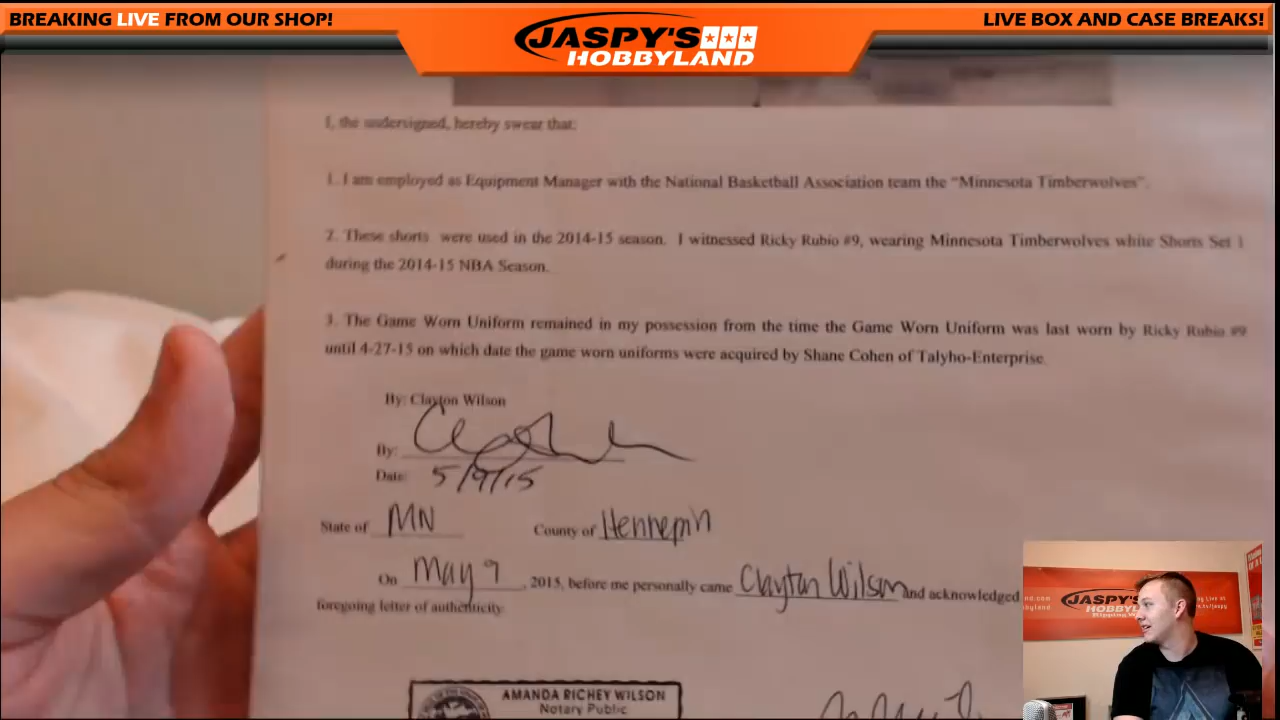 BREAKING LIVE FROM OUR SHOP!
JASPY'S
HOBBYLAND
LIVE BOX AND CASE BREAKS!
I, the undersigned, hereby swear that:
1. I am employed as Equipment Manager with the National Basketball Association team the "Minnesota Timberwolves".
2. These shorts were used in the 2014-15 season. I witnessed Ricky Rubio #9, wearing Minnesota Timberwolves white Shorts Set 1
during the 2014-15 NBA Season.
3. The Game Worn Uniform remained in my possession from the time the Game Worn Uniform was last worn by Ricky Rubio #9
until 4-27-15 on which date the game worn uniforms were acquired by Shane Cohen of Talyho-Enterprise.
By: Clayton Wilson
By:
Date: 5/9/15
State of MN County of Hennepin
On May 9, 2015, before me personally came Clayton Wilson and acknowledged
foregoing letter of authenticity.
AMANDA RICHEY WILSON
Notary Public
JASPY'S
HOBBYLAND